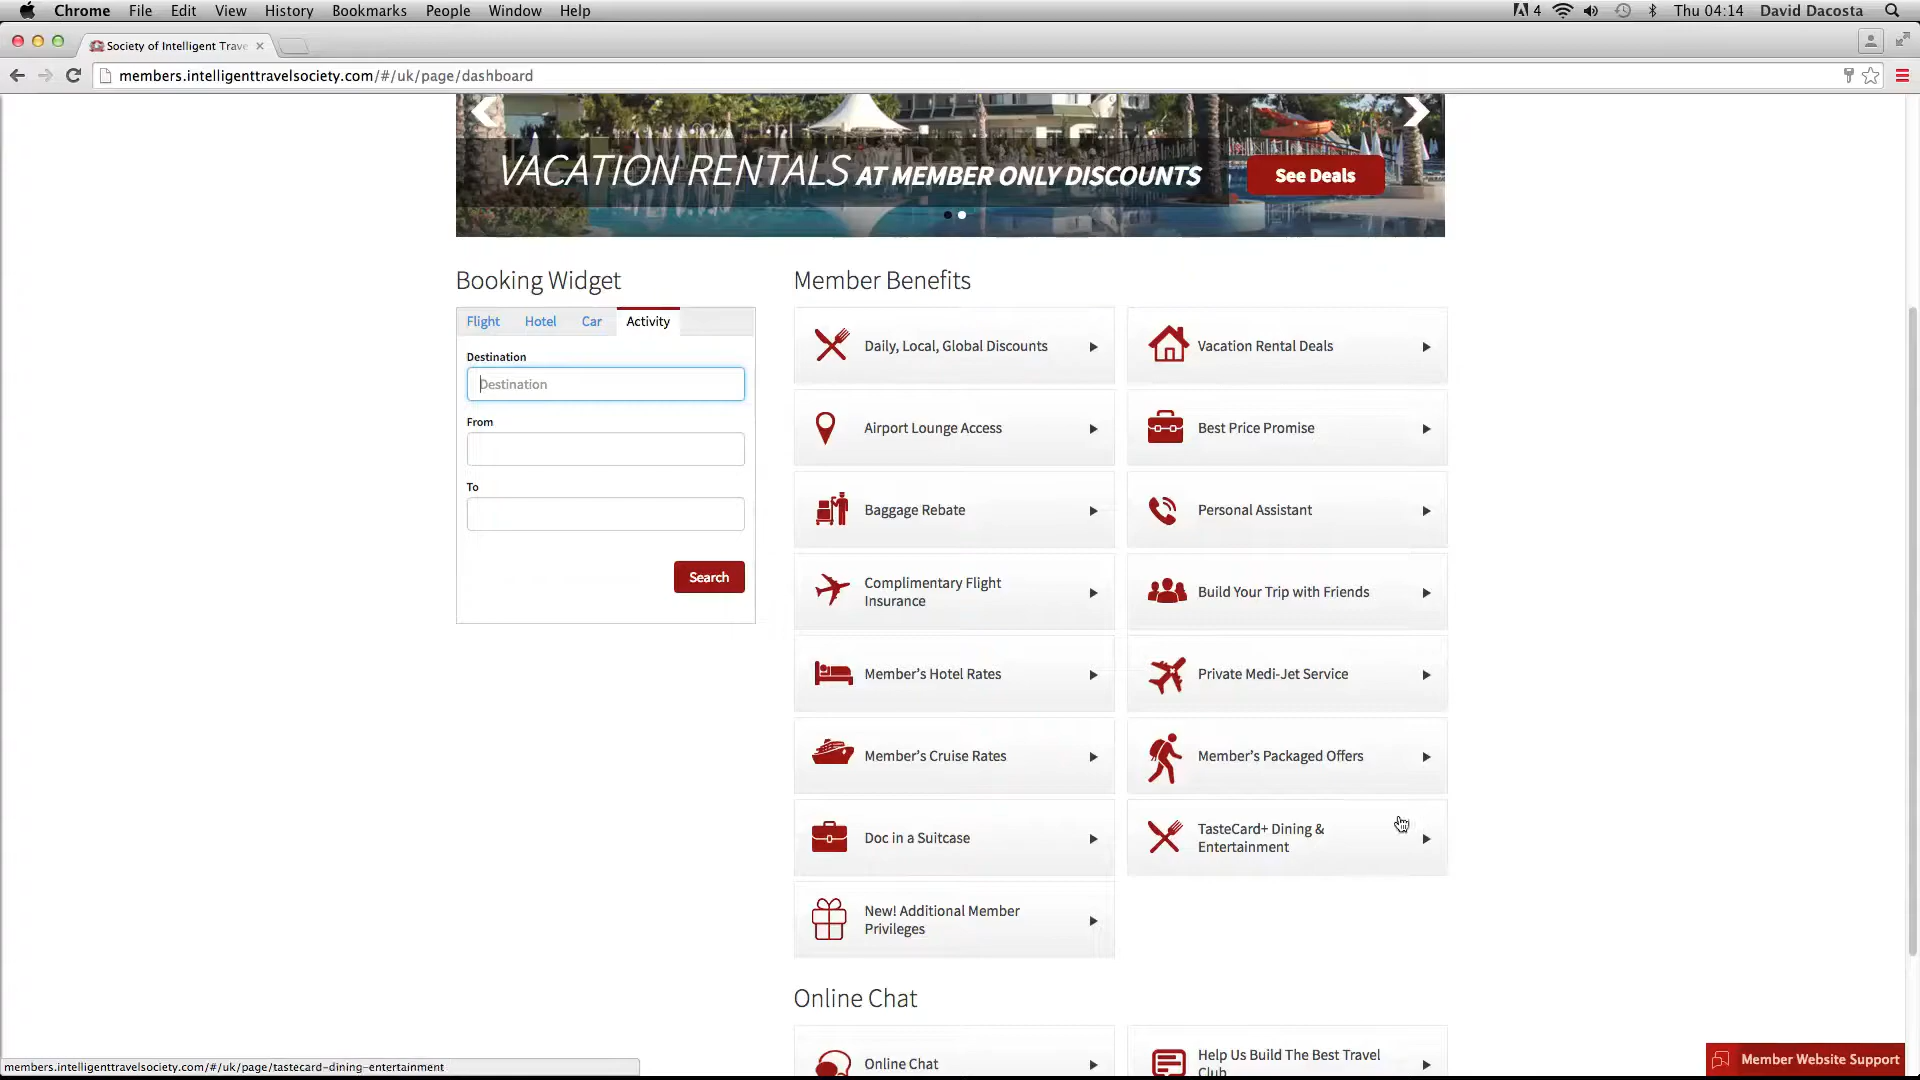 Chrome File Edit View History Bookmarks People Window Help
4 Thu 04:14 David Dacosta
Society of Intelligent Trave
members.intelligenttravelsociety.com/#/uk/page/dashboard
VACATION RENTALS AT MEMBER ONLY DISCOUNTS
See Deals
Booking Widget
Flight Hotel Car Activity
Destination
Destination
From
To
Search
Member Benefits
Daily, Local, Global Discounts
Vacation Rental Deals
Airport Lounge Access
Best Price Promise
Baggage Rebate
Personal Assistant
Complimentary Flight
Insurance
Build Your Trip with Friends
Member's Hotel Rates
Private Medi-Jet Service
Member's Cruise Rates
Member's Packaged Offers
Doc in a Suitcase
TasteCard+ Dining &
Entertainment
New! Additional Member
Privileges
Online Chat
Online Chat
Help Us Build The Best Travel
Club
members.intelligenttravelsociety.com/#/uk/page/tastecard-dining-entertainment
Member Website Support